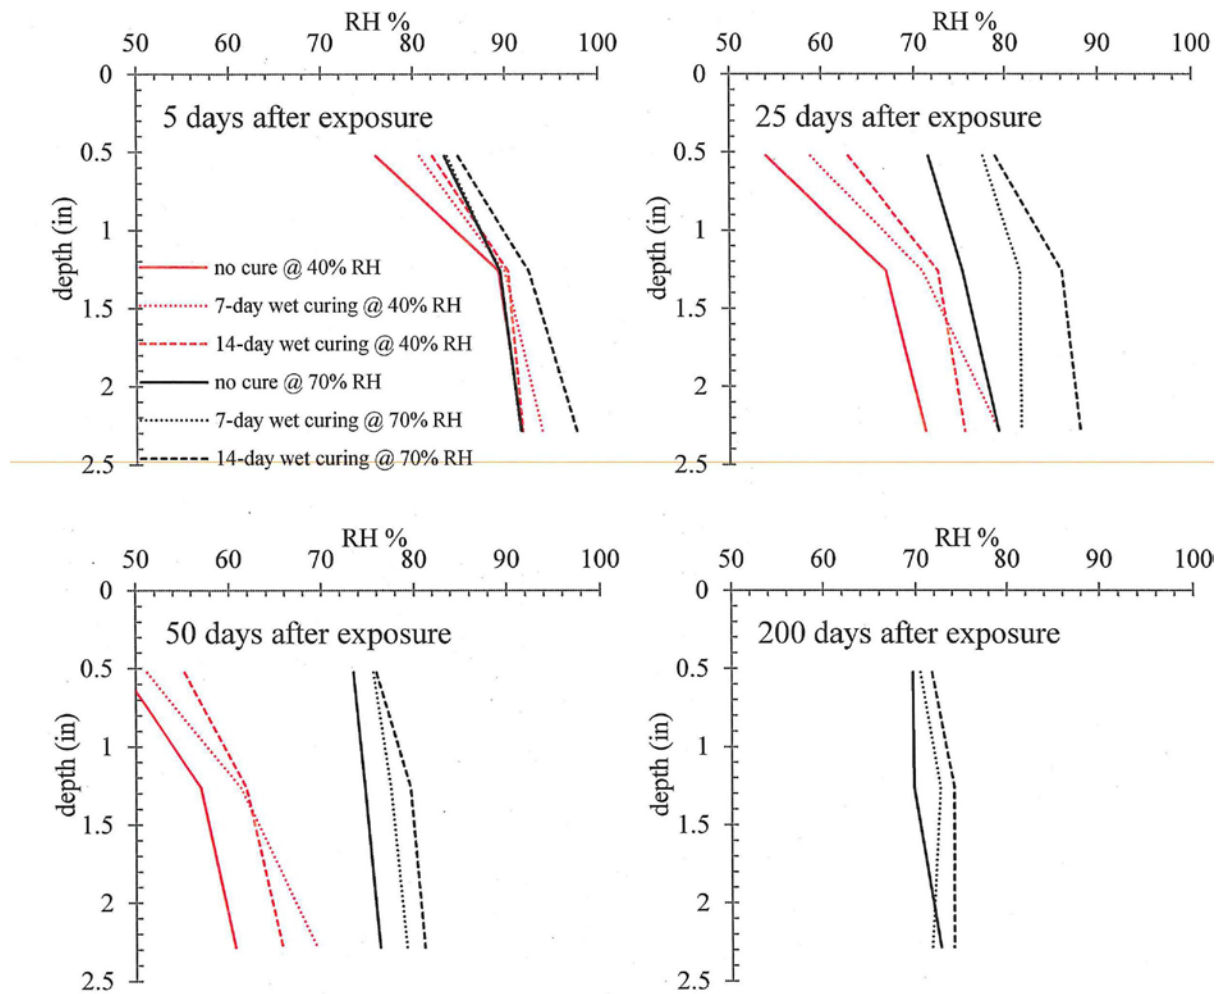 RH %
50 60 70 80 90 100
0
5 days after exposure
0.5
1
depth (in)
1.5
2
2.5
no cure @ 40% RH
7-day wet curing @ 40% RH
14-day wet curing @ 40% RH
no cure @ 70% RH
7-day wet curing @ 70% RH
14-day wet curing @ 70% RH
RH %
50 60 70 80 90 100
0
25 days after exposure
0.5
1
depth (in)
1.5
2
2.5
RH %
50 60 70 80 90 100
0
50 days after exposure
0.5
1
depth (in)
1.5
2
2.5
RH %
50 60 70 80 90 100
0
200 days after exposure
0.5
1
depth (in)
1.5
2
2.5